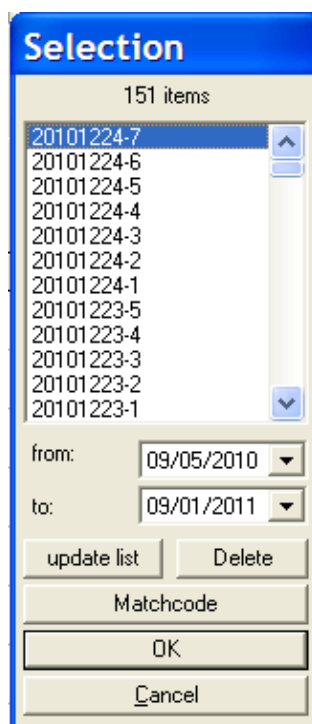 Selection
151 items
20101224-7
20101224-6
20101224-5
20101224-4
20101224-3
20101224-2
20101224-1
20101223-5
20101223-4
20101223-3
20101223-2
20101223-1
from: 09/05/2010
to: 09/01/2011
update list Delete
Matchcode
OK
Cancel